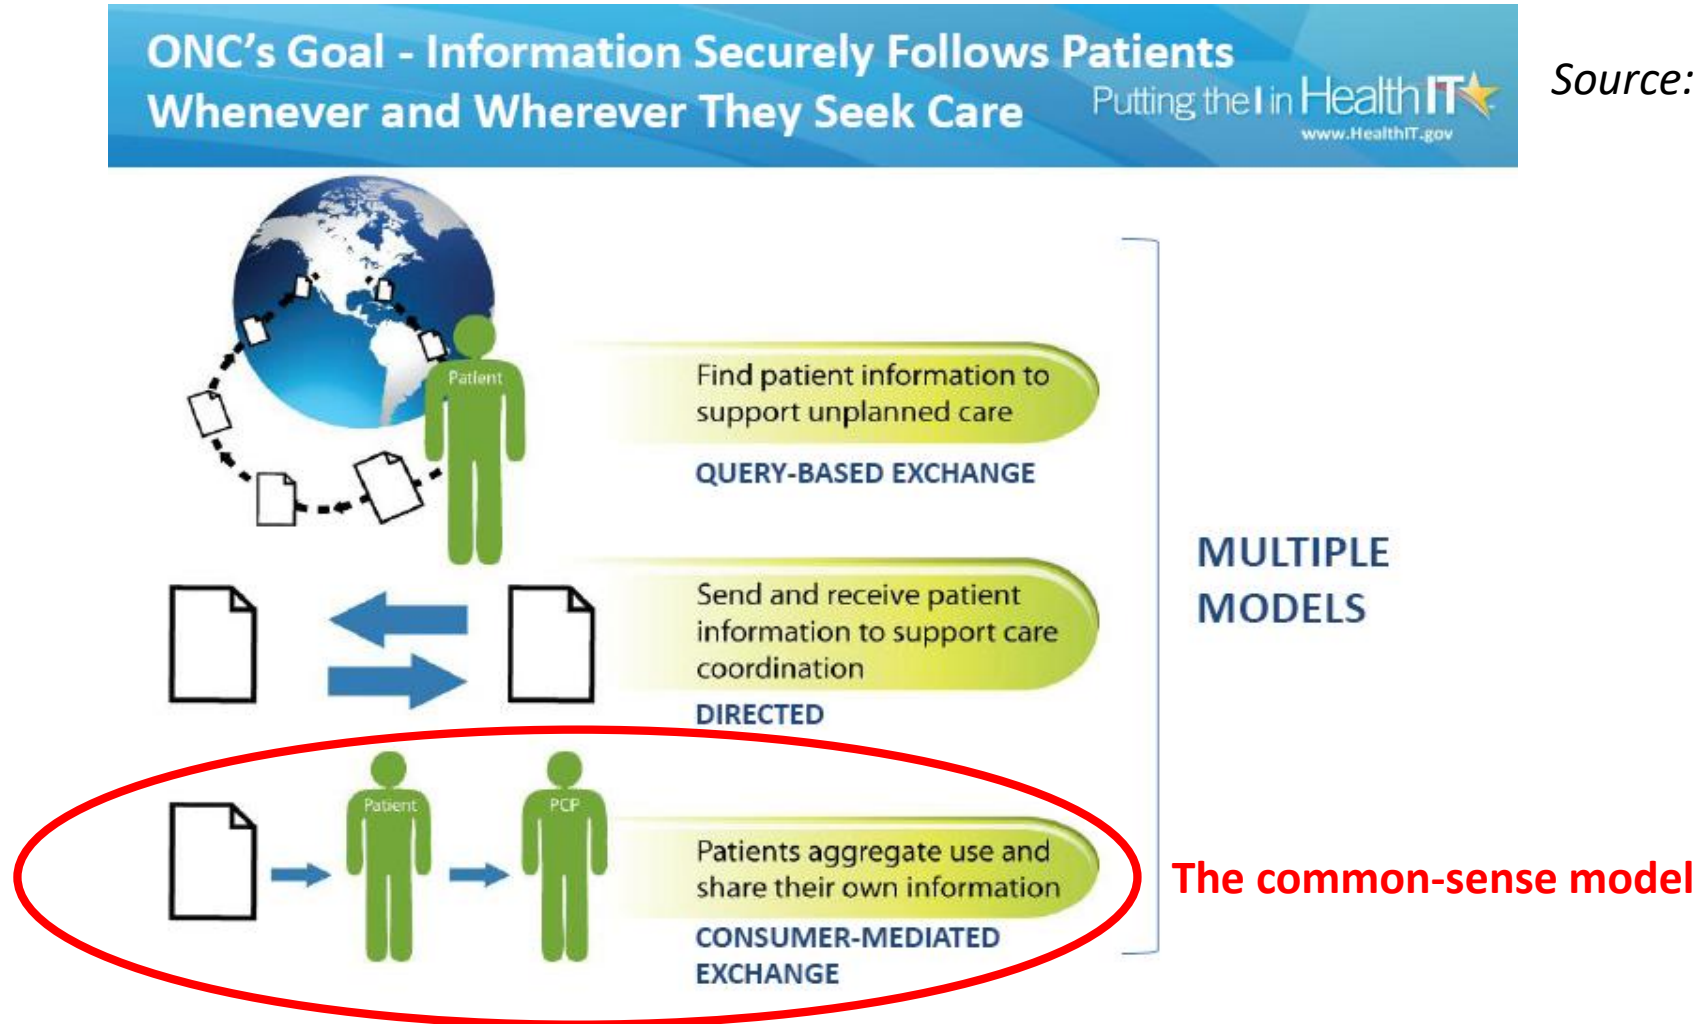 ONC's Goal - Information Securely Follows Patients
Whenever and Wherever They Seek Care
Putting the I in Health IT
www.HealthIT.gov
Source:
Patient
Find patient information to
support unplanned care
QUERY-BASED EXCHANGE
Send and receive patient
information to support care
coordination
DIRECTED
MULTIPLE
MODELS
Patient
PCP
Patients aggregate use and
share their own information
CONSUMER-MEDIATED
EXCHANGE
The common-sense model